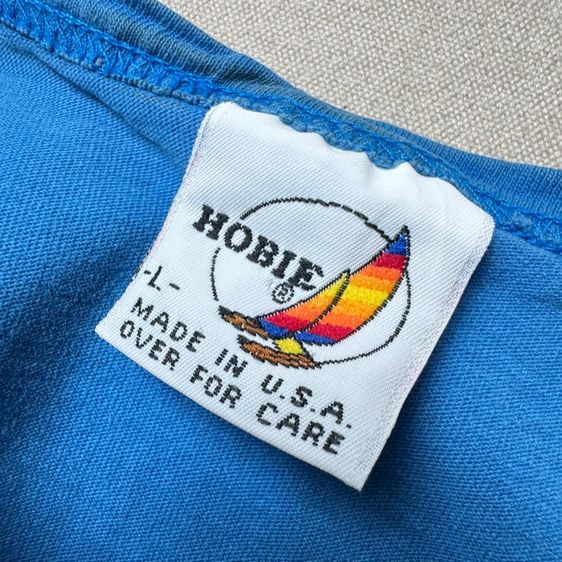 HOBIE
®
-L-
MADE IN U.S.A.
OVER FOR CARE